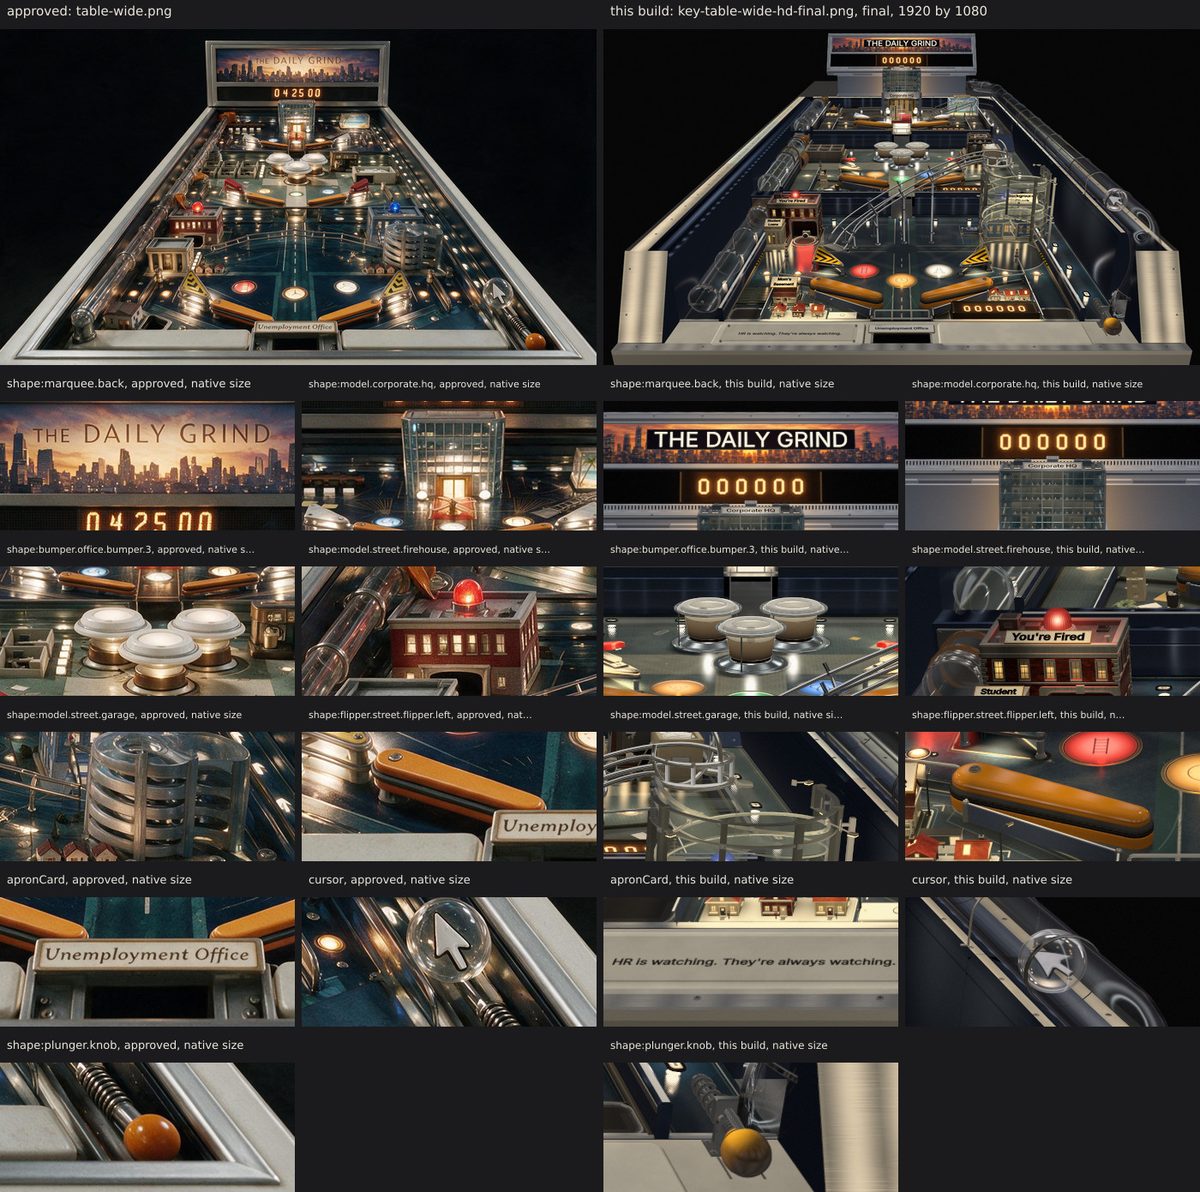 approved: table-wide.png
this build: key-table-wide-hd-final.png, final, 1920 by 1080
THE DAILY GRIND
042500
Unemployment Office
THE DAILY GRIND
000000
Corporate HQ
You're Fired
000000
HR is watching. They're always watching.
Unemployment Office
shape:marquee.back, approved, native size
shape:model.corporate.hq, approved, native size
shape:marquee.back, this build, native size
shape:model.corporate.hq, this build, native size
THE DAILY GRIND
042500
THE DAILY GRIND
000000
Corporate HQ
000000
Corporate HQ
shape:bumper.office.bumper.3, approved, native s...
shape:model.street.firehouse, approved, native s...
shape:bumper.office.bumper.3, this build, native...
shape:model.street.firehouse, this build, native...
You're Fired
Student
shape:model.street.garage, approved, native size
shape:flipper.street.flipper.left, approved, nat...
shape:model.street.garage, this build, native si...
shape:flipper.street.flipper.left, this build, n...
Unemploy
apronCard, approved, native size
cursor, approved, native size
apronCard, this build, native size
cursor, this build, native size
Unemployment Office
HR is watching. They're always watching.
shape:plunger.knob, approved, native size
shape:plunger.knob, this build, native size